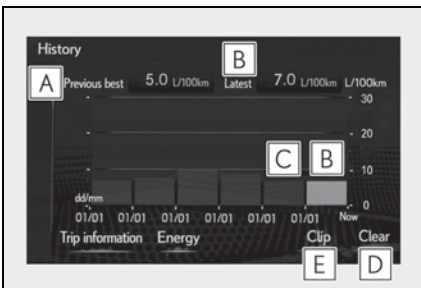 History
B
A Previous best 5.0 L/100km Latest 7.0 L/100km L/100km
30
20
C B
10
dd/mm
0
01/01 01/01 01/01 01/01 01/01 01/01 Now
Trip information Energy Clip Clear
E D